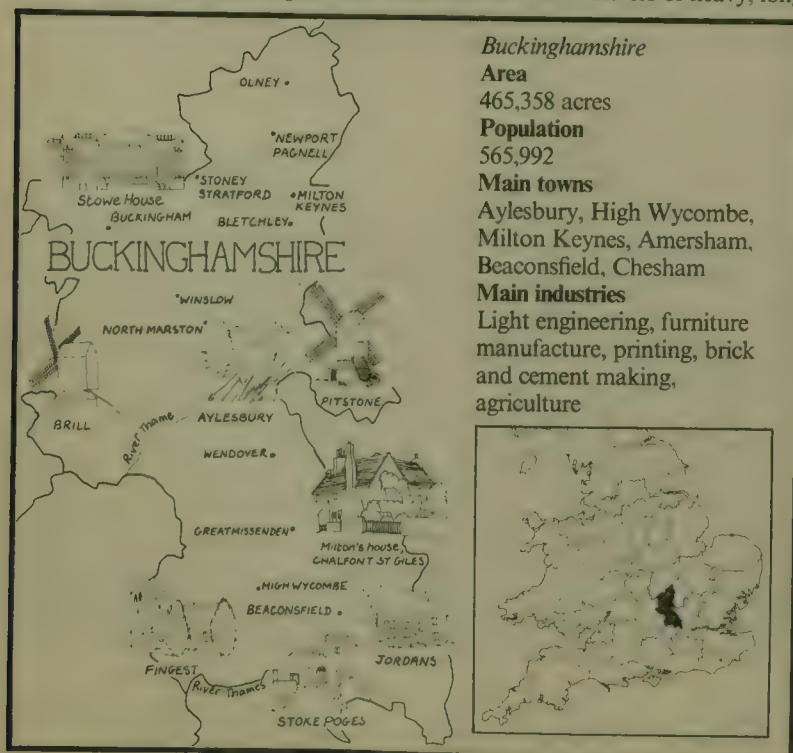 Buckinghamshire
Area
465,358 acres
Population
565,992
Main towns
Aylesbury, High Wycombe,
Milton Keynes, Amersham,
Beaconsfield, Chesham
Main industries
Light engineering, furniture
manufacture, printing, brick
and cement making,
agriculture
OLNEY
NEWPORT
PAGNELL
STONEY
STRATFORD
MILTON
KEYNES
Stowe House
BUCKINGHAM
BLETCHLEY
BUCKINGHAMSHIRE
WINSLOW
NORTH MARSTON
PITSTONE
BRILL
River Thame
AYLESBURY
WENDOVER
GREAT MISSENDEN
Milton's house,
CHALFONT ST GILES
HIGH WYCOMBE
BEACONSFIELD
JORDANS
FINGEST
River Thames
STOKE POGES